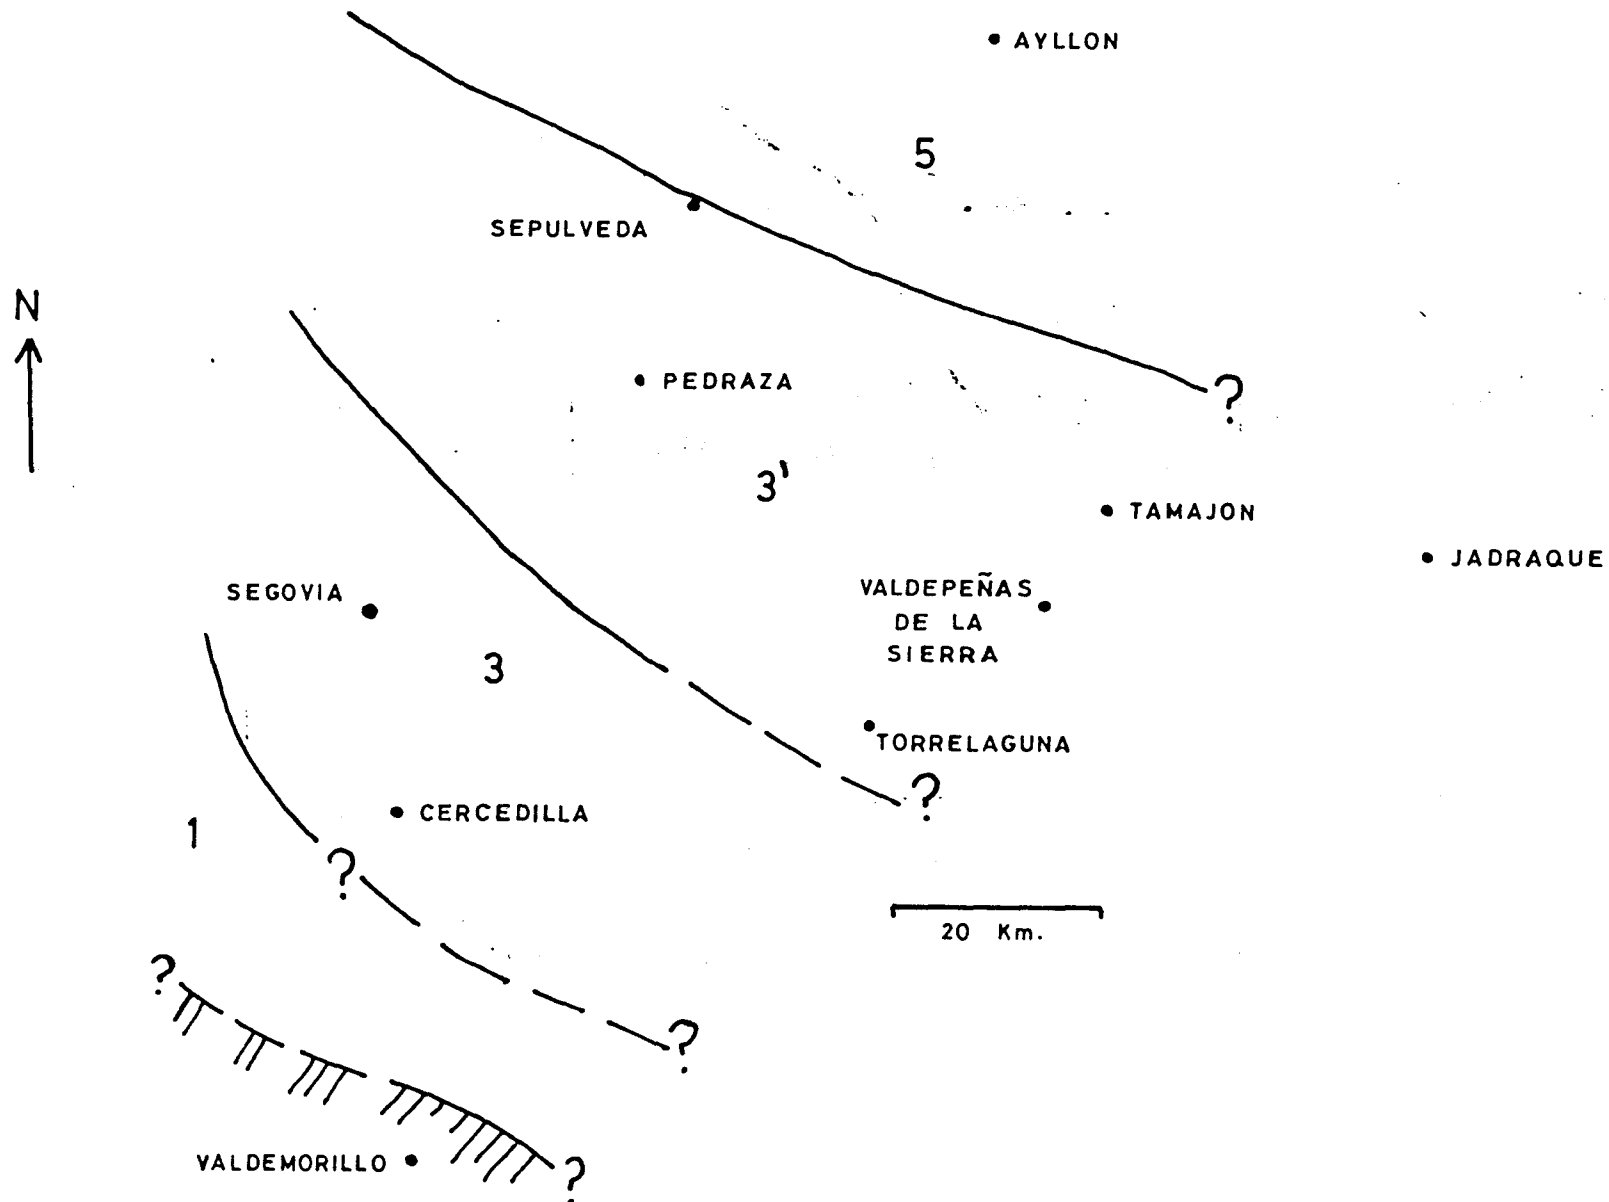 AYLLON
5
SEPULVEDA
N
PEDRAZA
?
3'
TAMAJON
JADRAQUE
SEGOVIA
VALDEPEÑAS
DE LA
SIERRA
3
TORRELAGUNA
?
CERCEDILLA
1
?
20 Km.
?
?
VALDEMORILLO
?